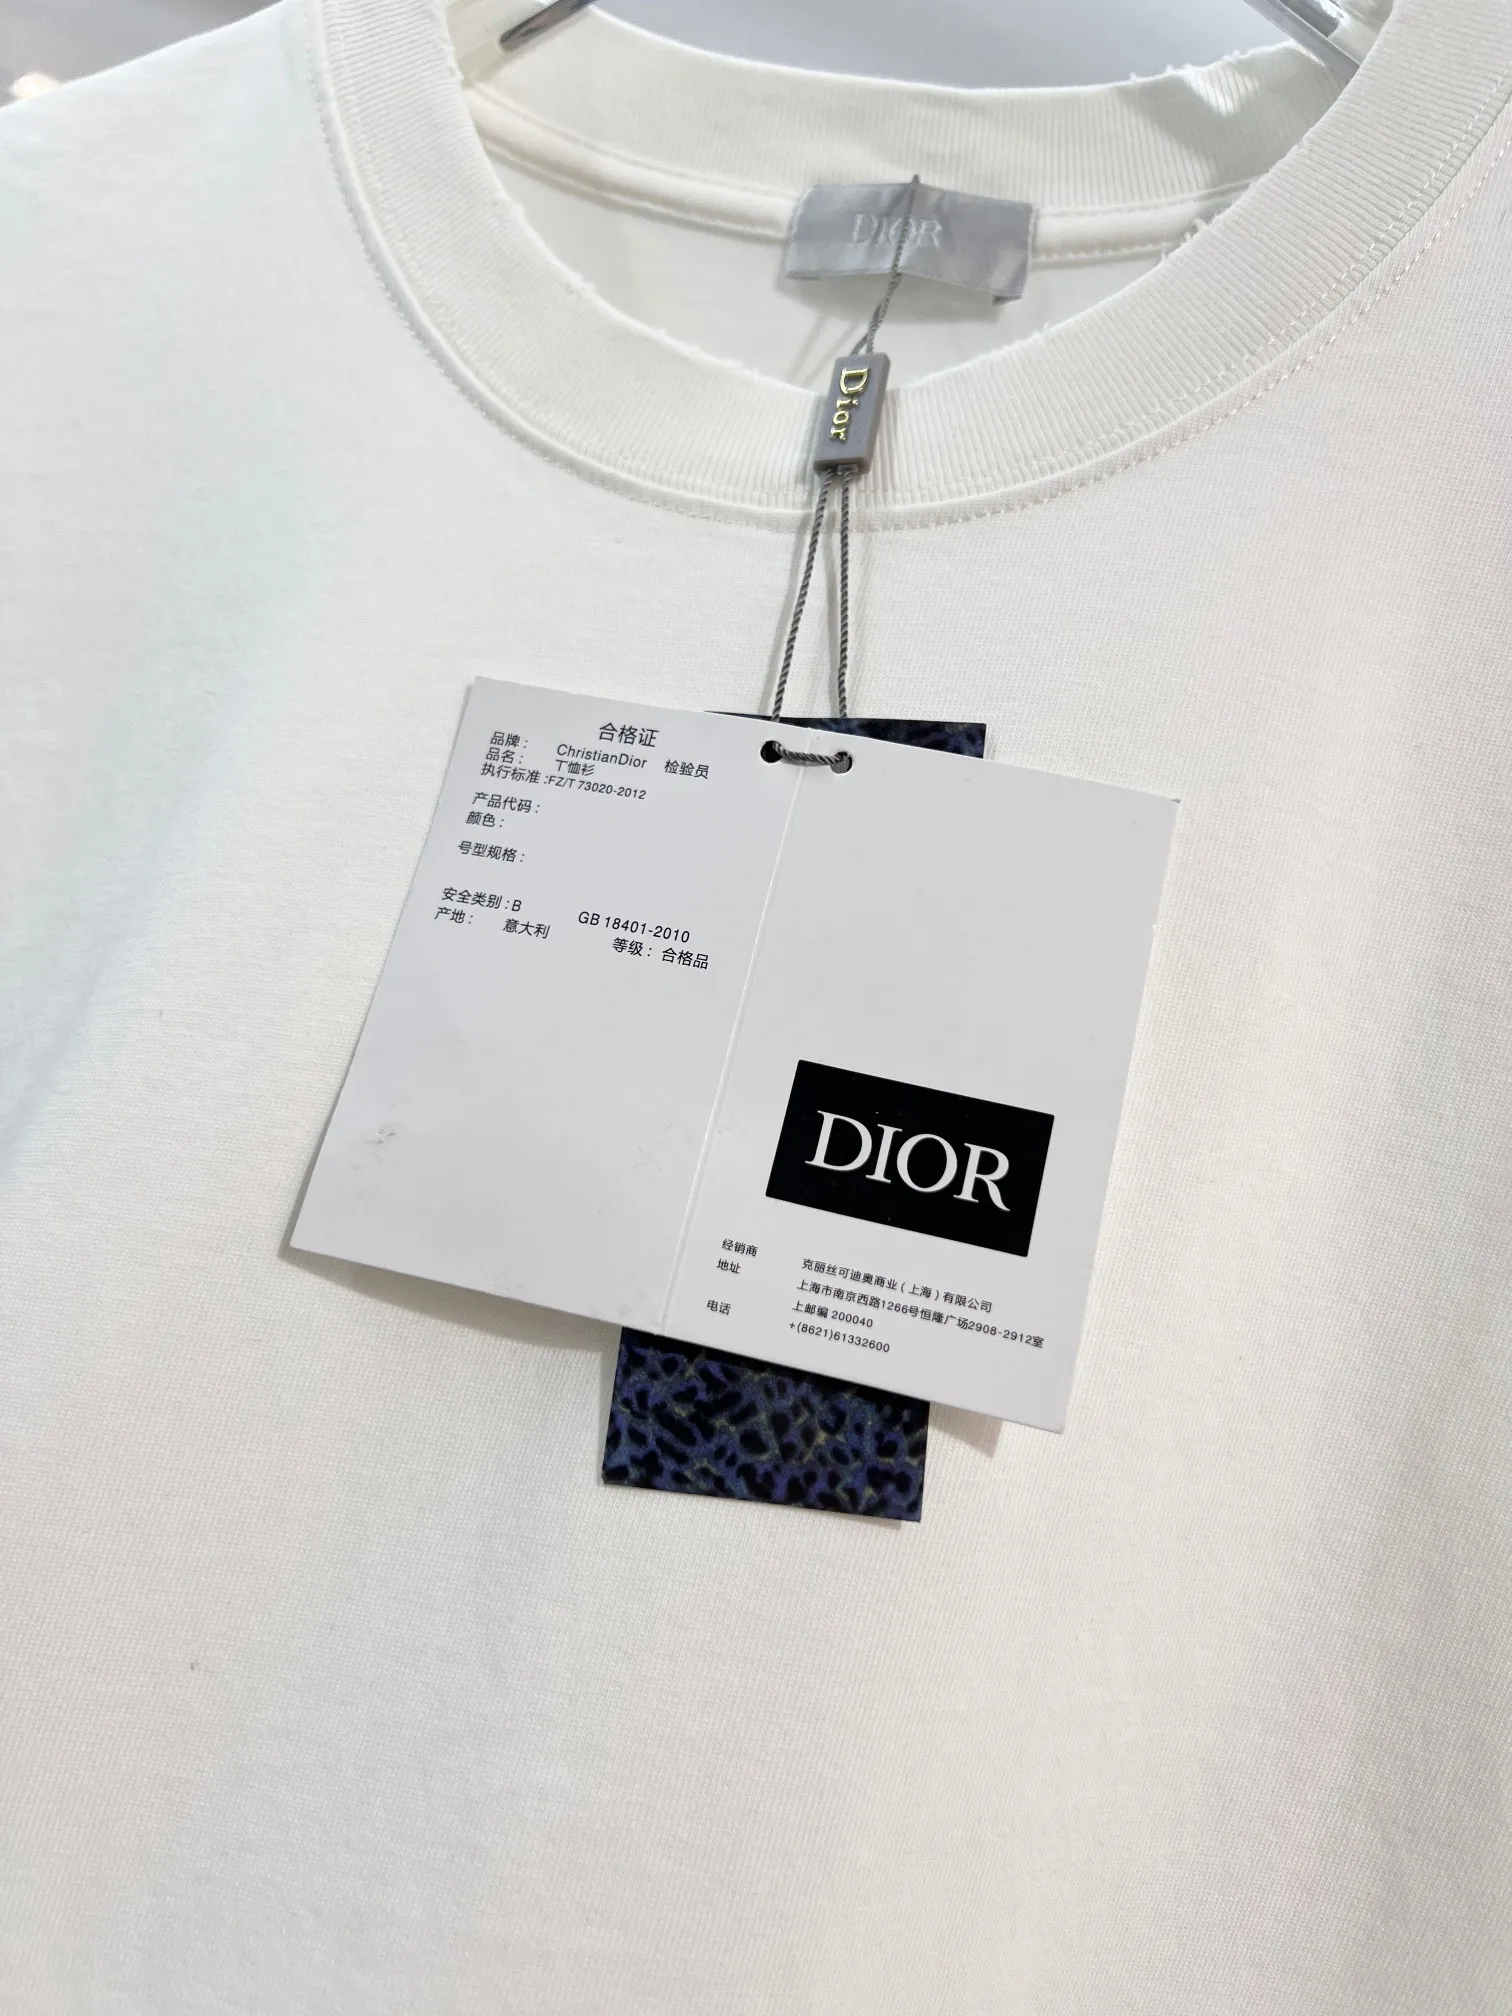 DIOR
Dior
合格证
品牌： ChristianDior 检验员
品名： T恤衫
执行标准：FZ/T 73020-2012
产品代码：
颜色：
号型规格：
安全类别：B GB 18401-2010
产地： 意大利 等级：合格品
DIOR
经销商 克丽丝可迪奥商业（上海）有限公司
地址 上海市南京西路1266号恒隆广场2908-2912室
上邮编 200040
电话 +(8621)61332600